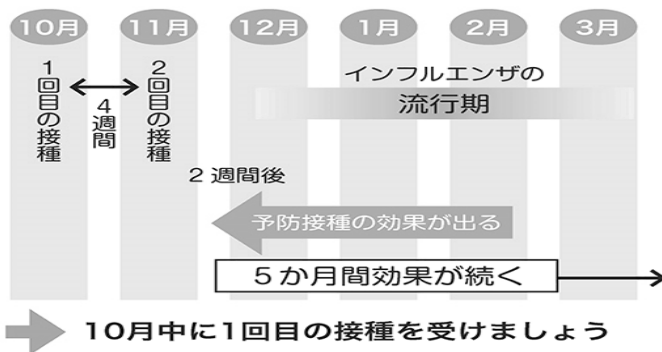 10月
11月
12月
1月
2月
3月
1回目の接種
4週間
2回目の接種
インフルエンザの
流行期
2週間後
予防接種の効果が出る
5か月間効果が続く
10月中に1回目の接種を受けましょう